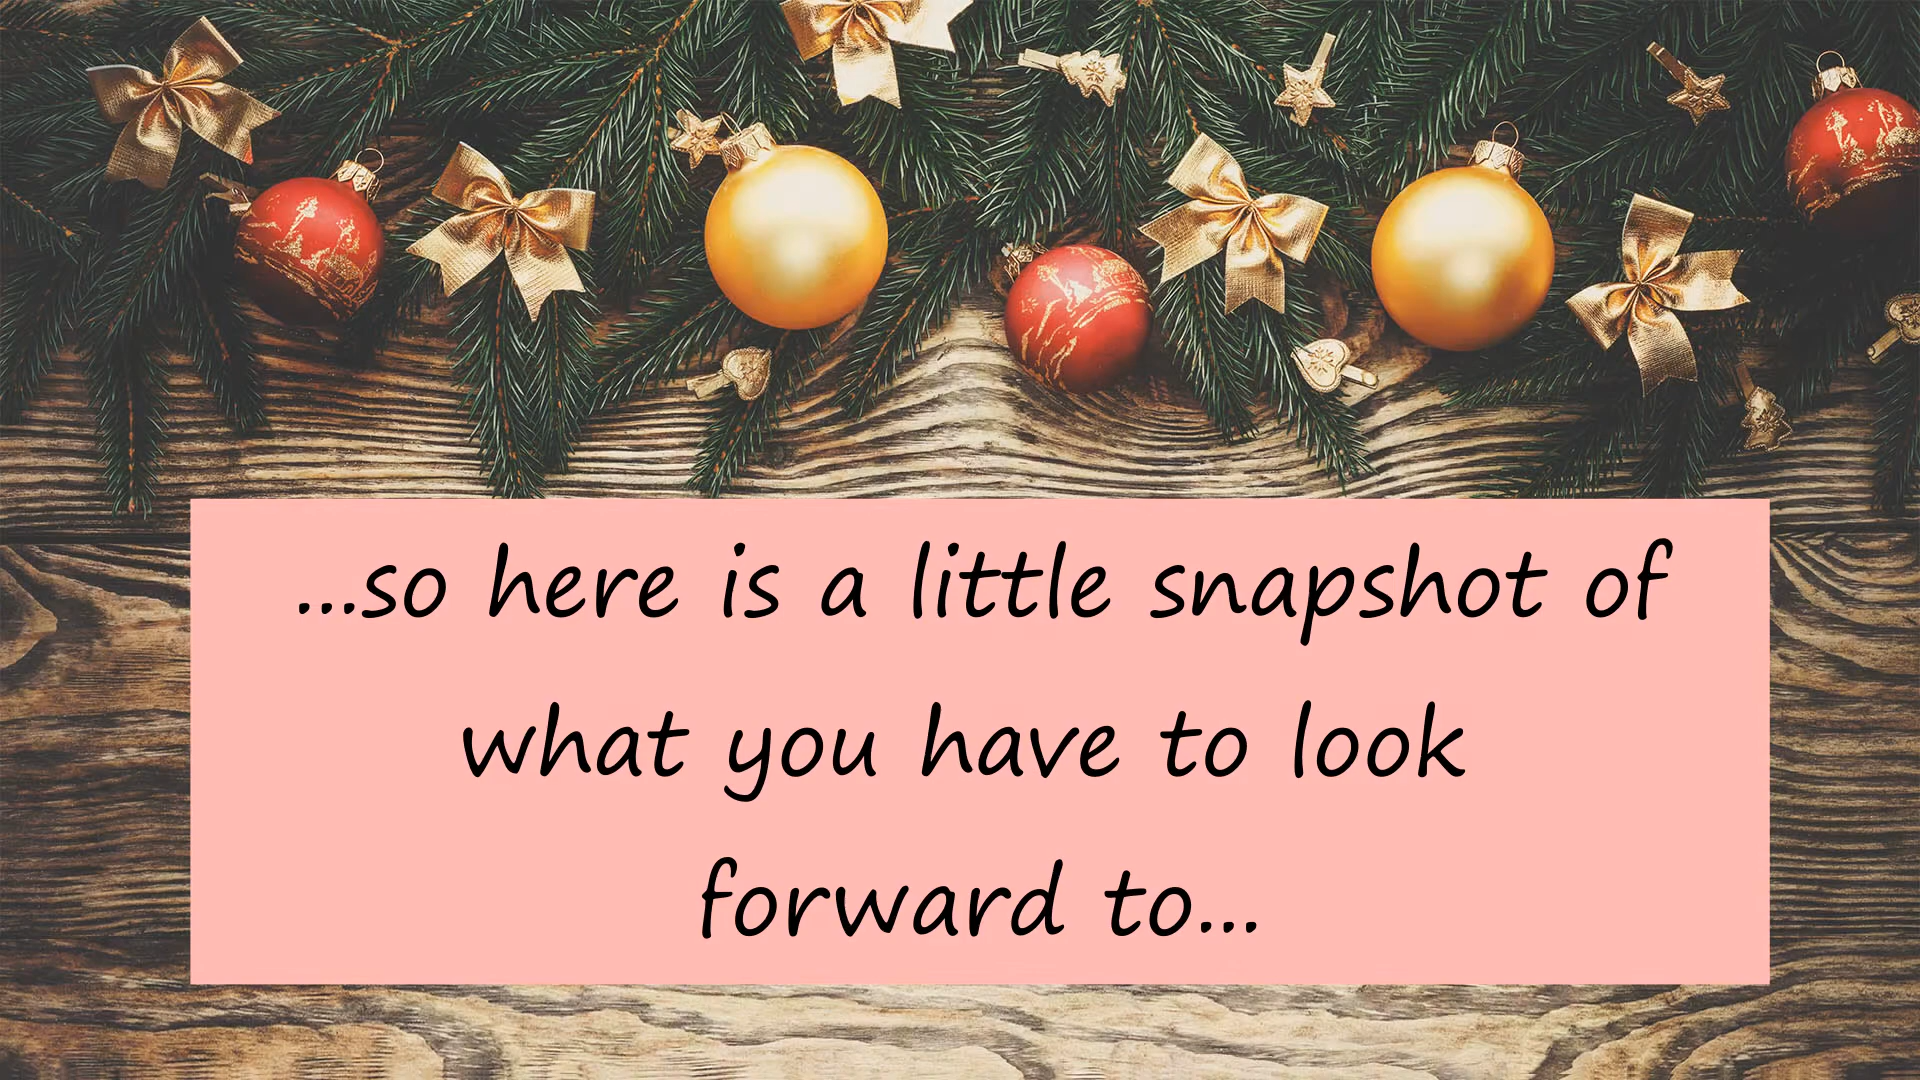 ...so here is a little snapshot of
what you have to look
forward to...